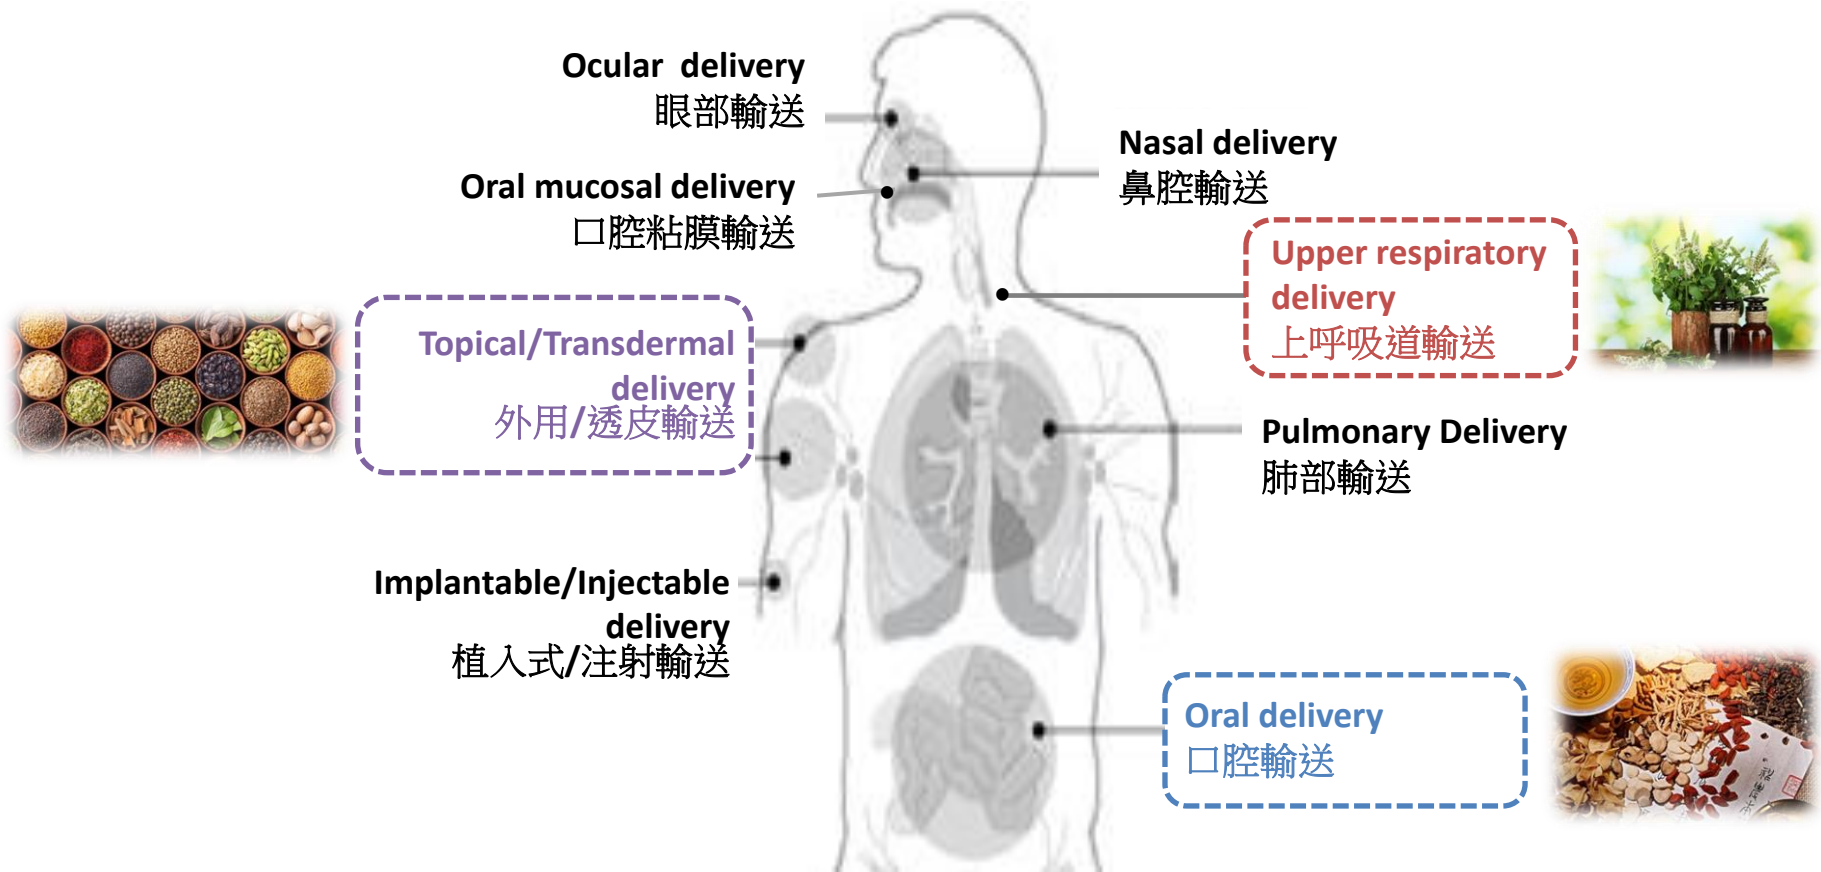 Ocular delivery
眼部輸送
Oral mucosal delivery
口腔粘膜輸送
Nasal delivery
鼻腔輸送
Upper respiratory
delivery
上呼吸道輸送
Topical/Transdermal
delivery
外用/透皮輸送
Pulmonary Delivery
肺部輸送
Implantable/Injectable
delivery
植入式/注射輸送
Oral delivery
口腔輸送